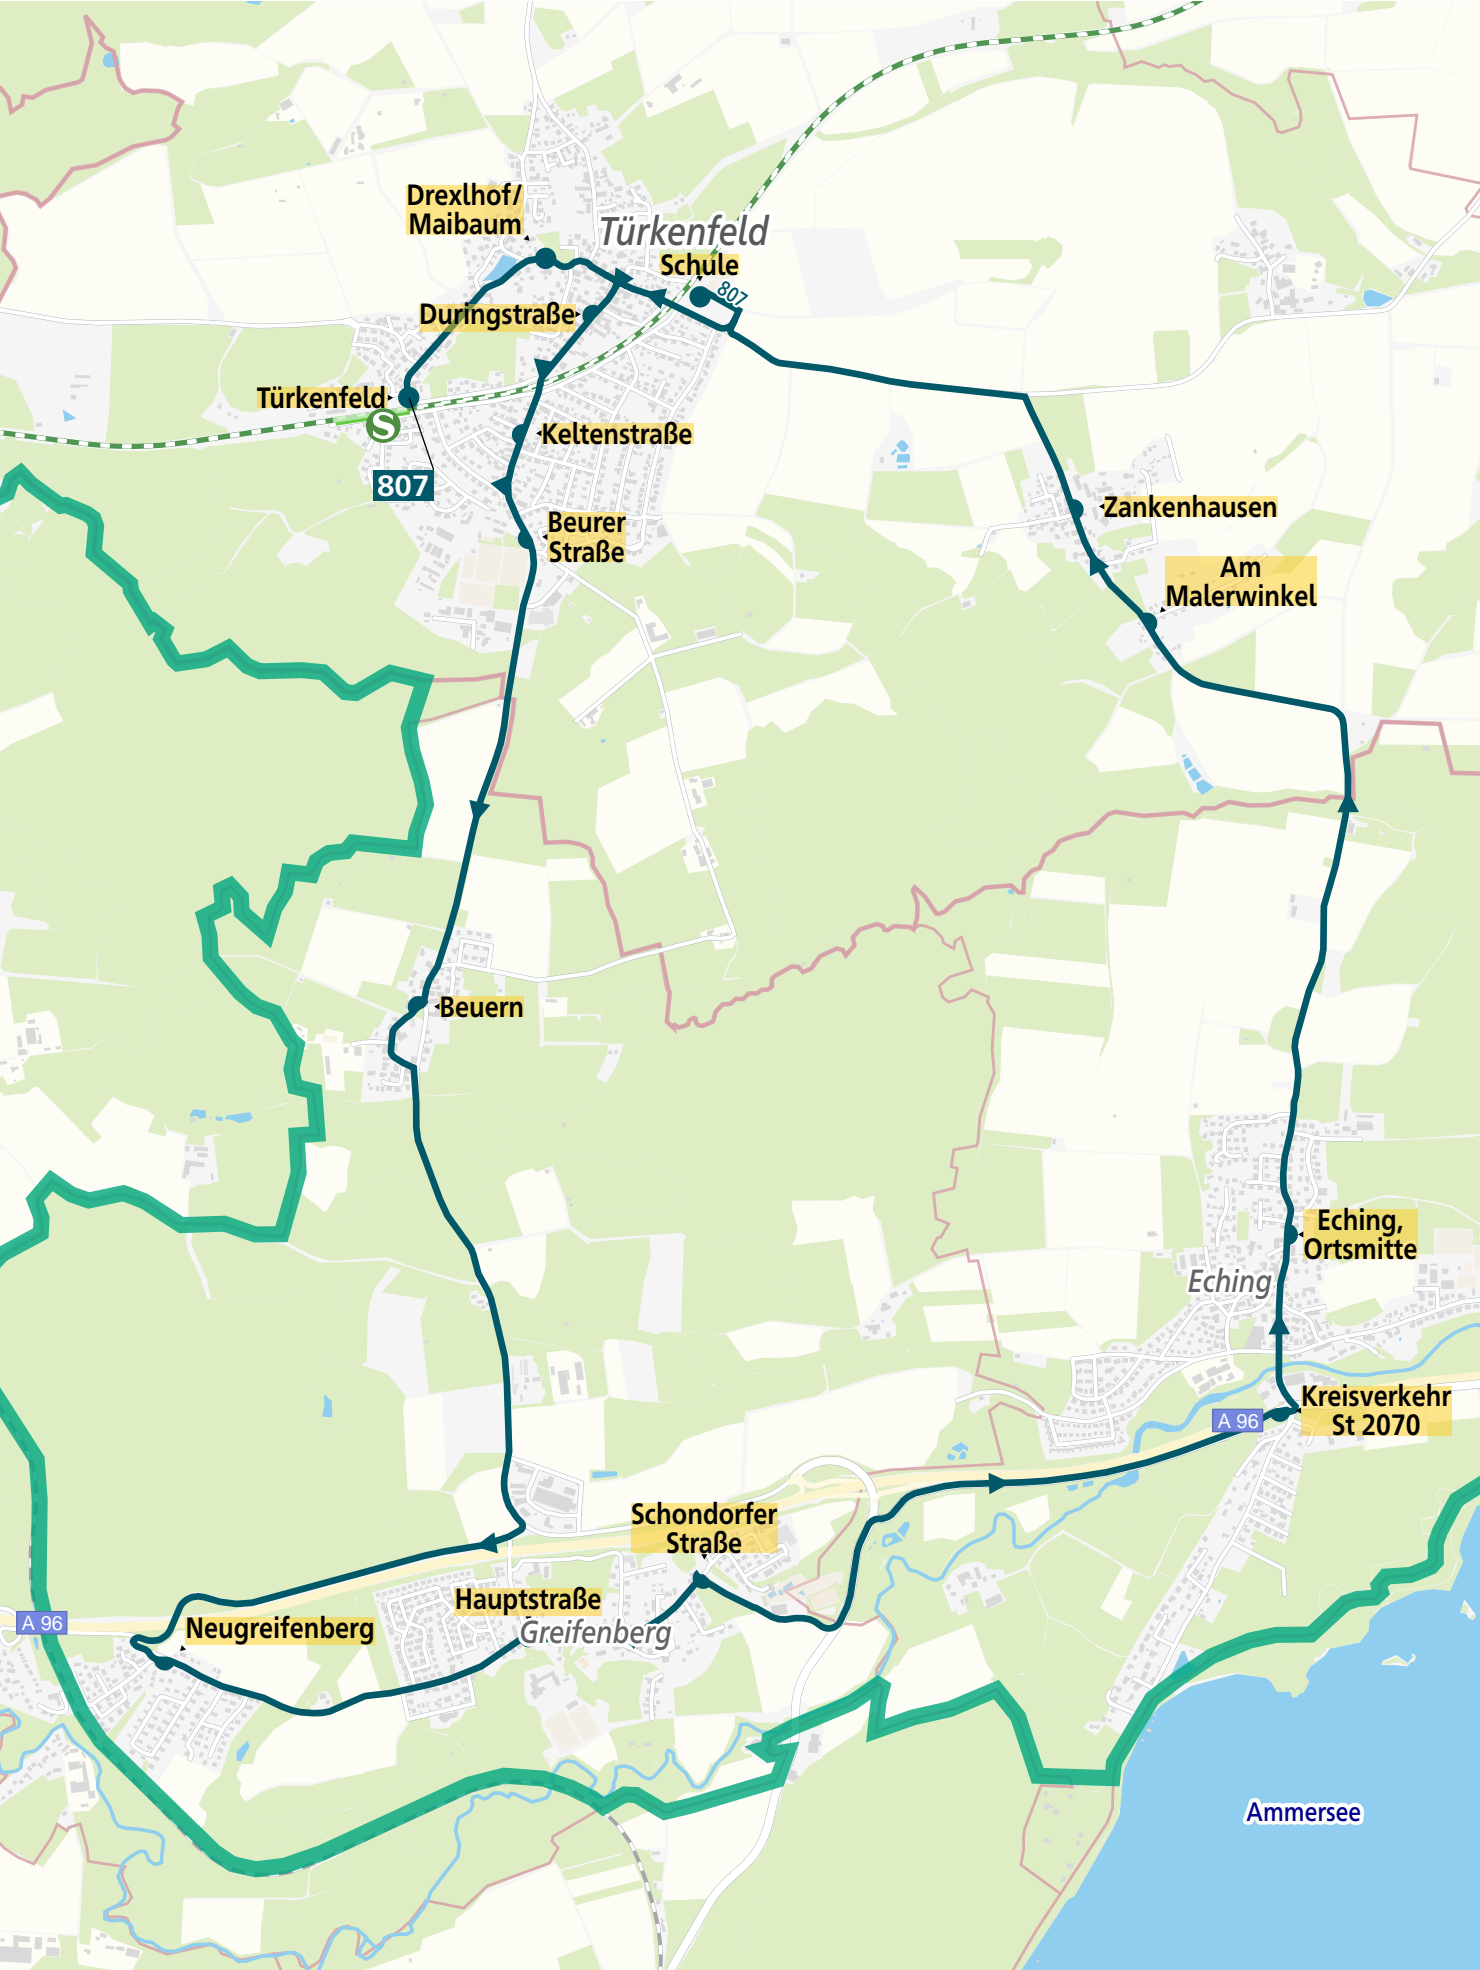 Drexlhof/
Maibaum
Türkenfeld
Schule
807
Duringstraße
Türkenfeld
S
Keltenstraße
807
Zankenhausen
Beurer
Straße
Am
Malerwinkel
Beuern
Eching,
Ortsmitte
Eching
Kreisverkehr
St 2070
A 96
Schondorfer
Straße
Hauptstraße
Greifenberg
A 96
Neugreifenberg
Ammersee